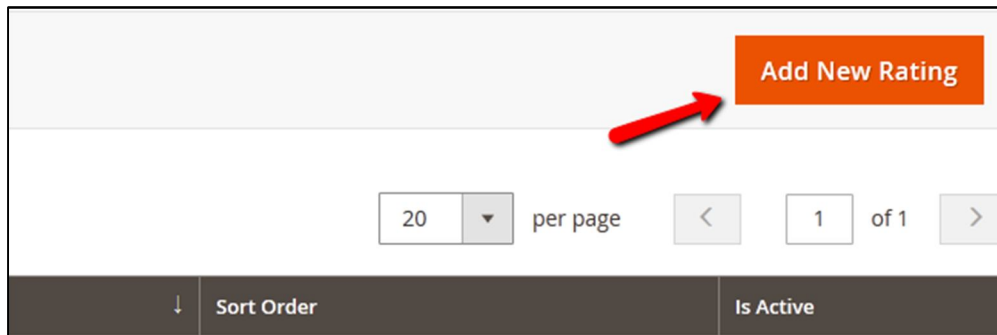 Add New Rating
20 per page 1 of 1
Sort Order Is Active